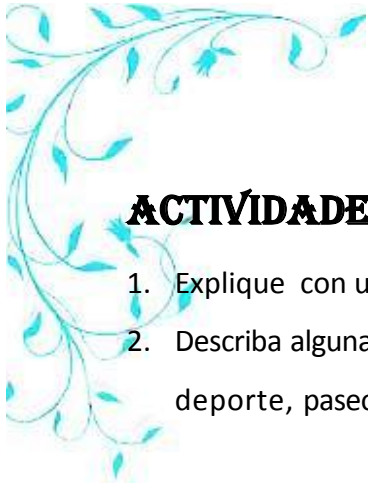 ACTIVIDADE
1. Explique con u
2. Describa alguna
deporte, paseo